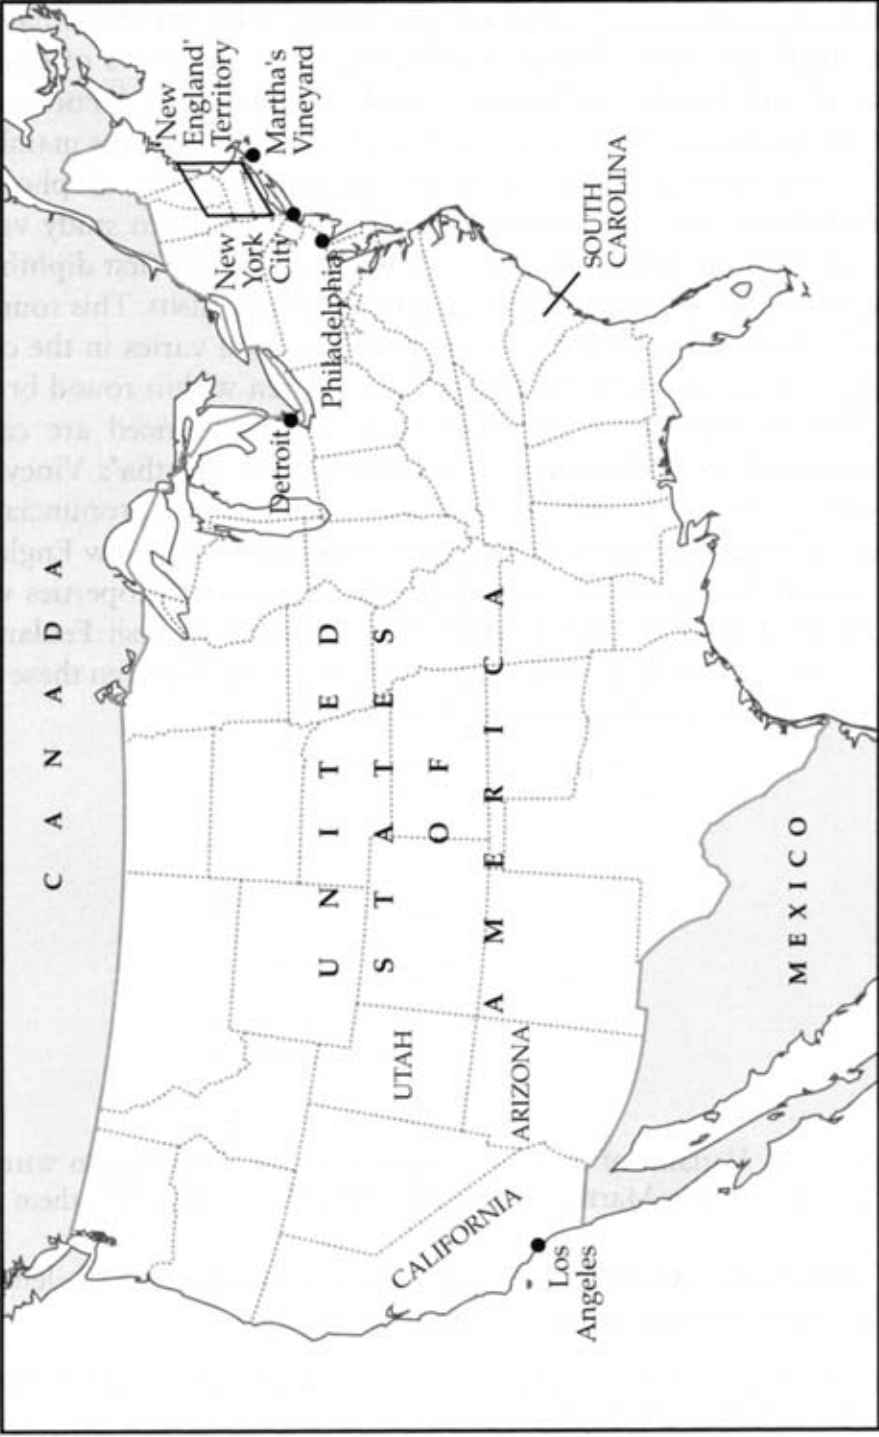 CANADA
New
England'
Territory
Martha's
Vineyard
New
York
City
Philadelphia
Detroit
UNITED
STATES
OF
AMERICA
SOUTH
CAROLINA
UTAH
ARIZONA
CALIFORNIA
Los
Angeles
MEXICO